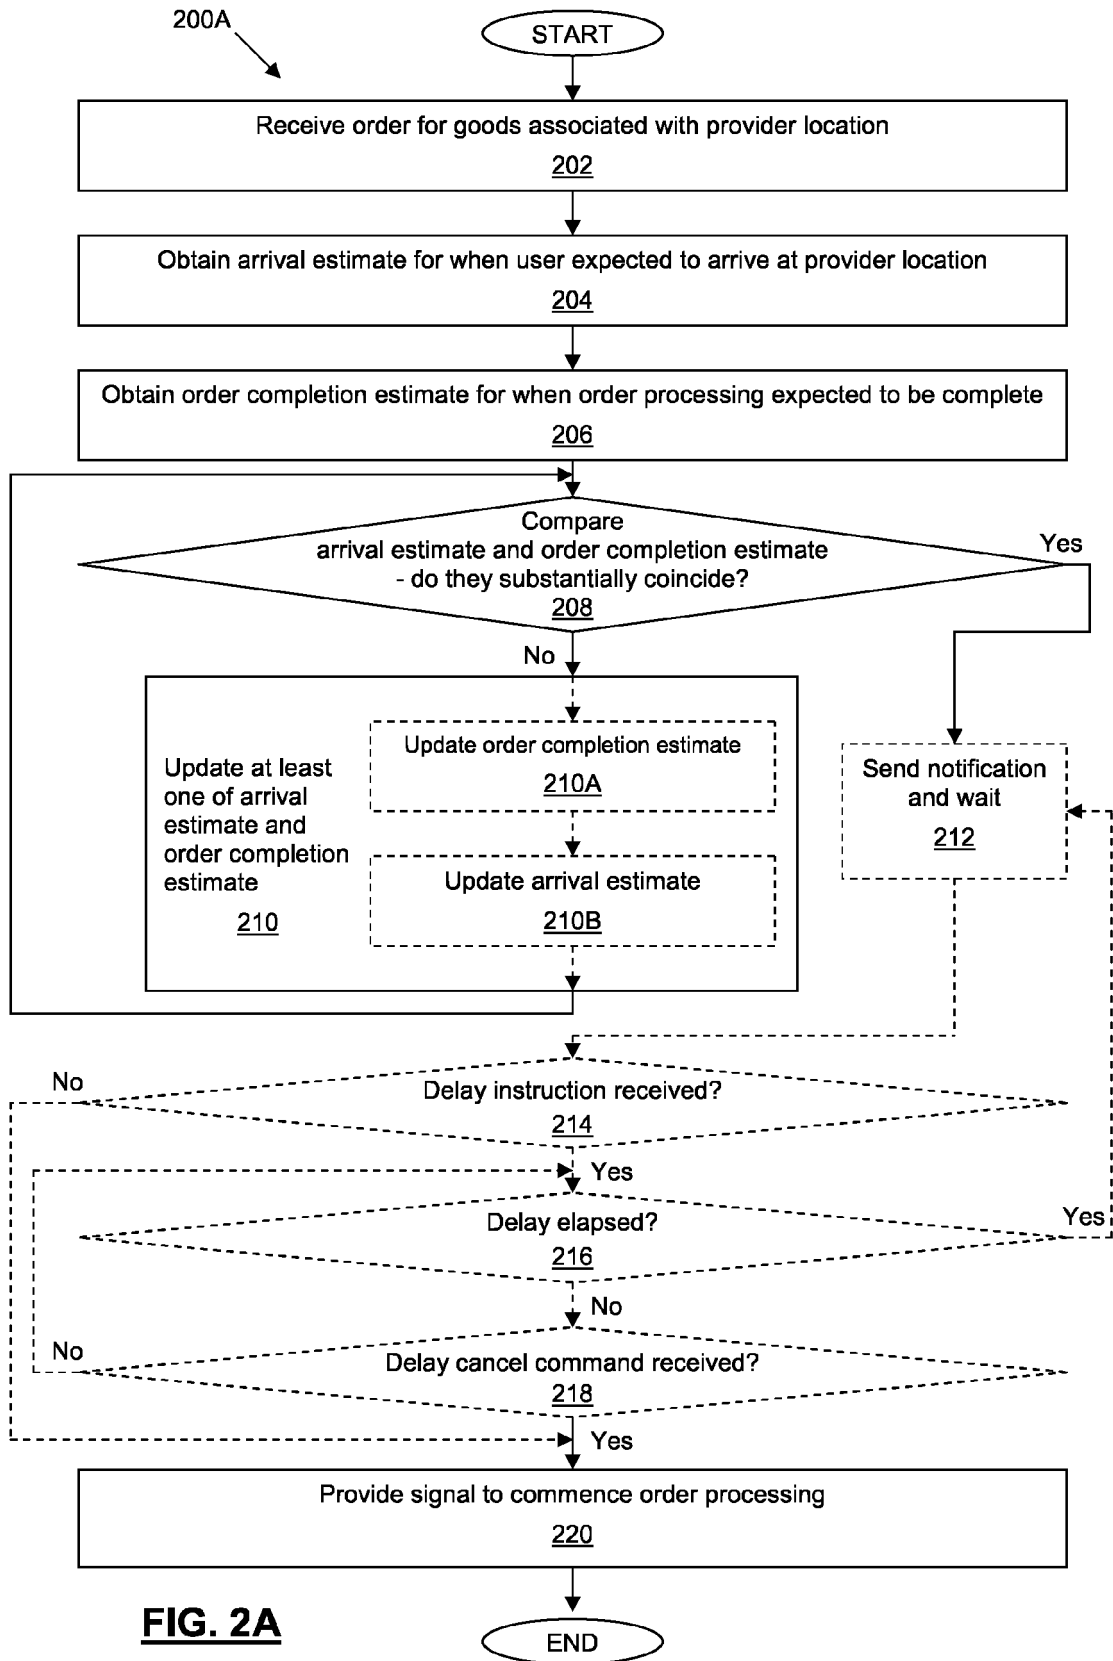 200A
START
Receive order for goods associated with provider location
202
Obtain arrival estimate for when user expected to arrive at provider location
204
Obtain order completion estimate for when order processing expected to be complete
206
Compare
arrival estimate and order completion estimate
- do they substantially coincide?
208
Yes
No
Update at least
one of arrival
estimate and
order completion
estimate
210
Update order completion estimate
210A
Update arrival estimate
210B
Send notification
and wait
212
No
Delay instruction received?
214
Yes
Delay elapsed?
216
Yes
No
No
Delay cancel command received?
218
Yes
Provide signal to commence order processing
220
FIG. 2A
END